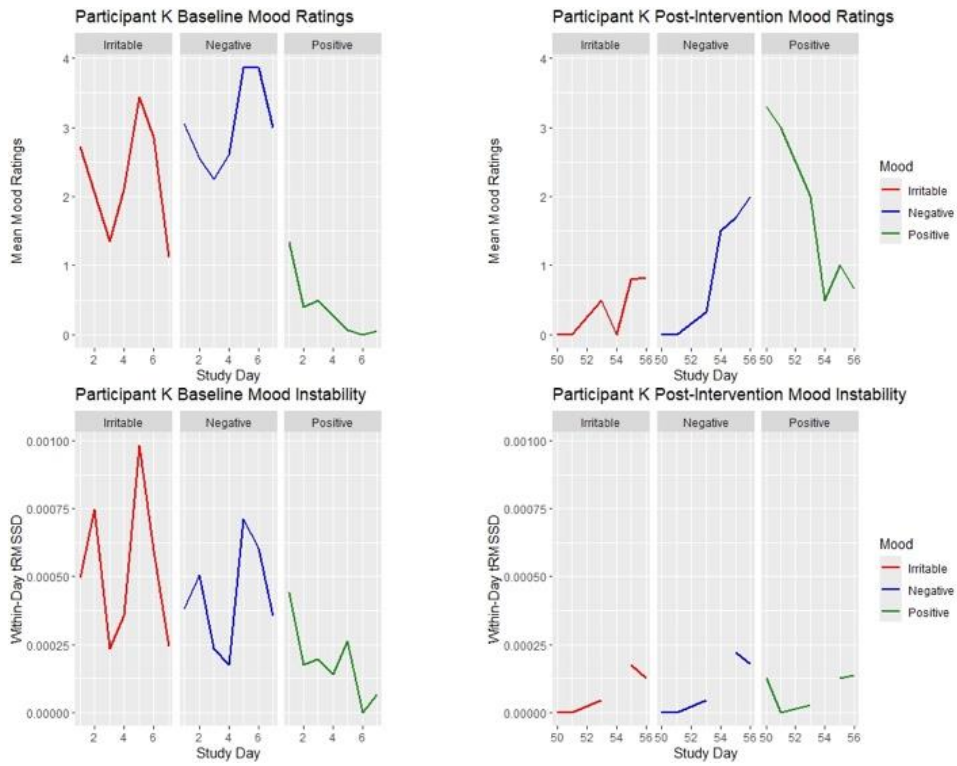 Participant K Baseline Mood Ratings
Irritable
Negative
Positive
Mean Mood Ratings
4
3
2
1
0
2 4 6
2 4 6
2 4 6
Study Day
Participant K Post-Intervention Mood Ratings
Irritable
Negative
Positive
Mean Mood Ratings
4
3
2
1
0
50 52 54 56
50 52 54 56
50 52 54 56
Study Day
Mood
Irritable
Negative
Positive
Participant K Baseline Mood Instability
Irritable
Negative
Positive
Within-Day tRMSSD
0.00100
0.00075
0.00050
0.00025
0.00000
2 4 6
2 4 6
2 4 6
Study Day
Participant K Post-Intervention Mood Instability
Irritable
Negative
Positive
Within-Day tRMSSD
0.00100
0.00075
0.00050
0.00025
0.00000
50 52 54 56
50 52 54 56
50 52 54 56
Study Day
Mood
Irritable
Negative
Positive